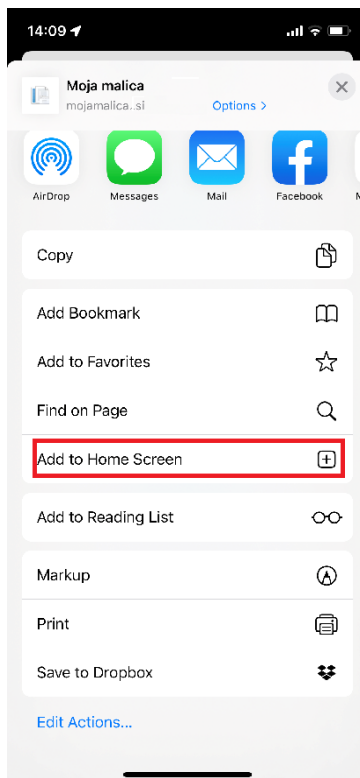 14:09
Moja malica
mojamalica..si Options >
AirDrop Messages Mail Facebook
Copy
Add Bookmark
Add to Favorites
Find on Page
Add to Home Screen
Add to Reading List
Markup
Print
Save to Dropbox
Edit Actions...